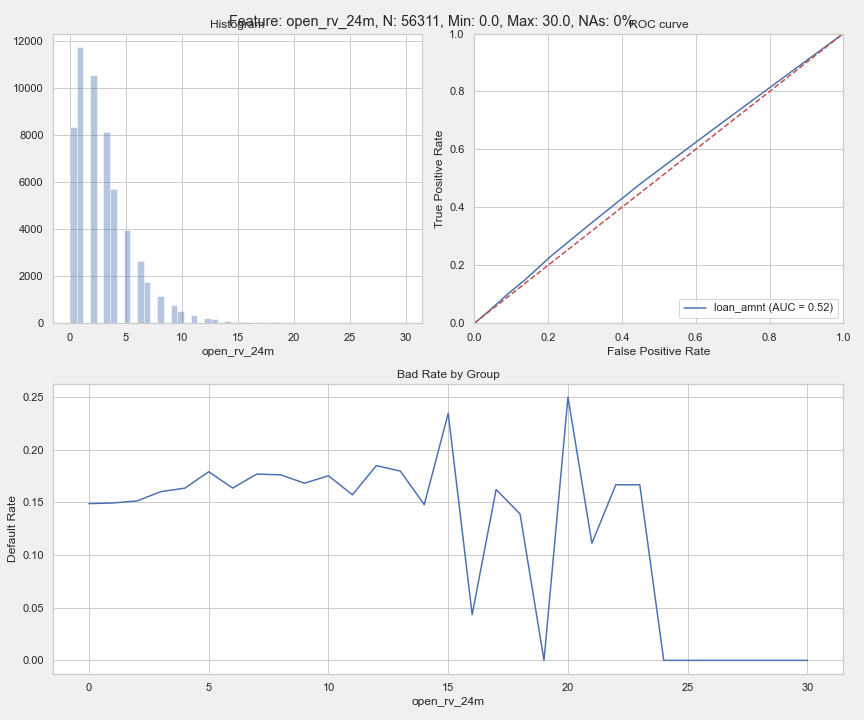 Feature: open_rv_24m, N: 56311, Min: 0.0, Max: 30.0, NAs: 0%
Histogram
12000
10000
8000
6000
4000
2000
0
0 5 10 15 20 25 30
open_rv_24m
ROC curve
True Positive Rate
1.0
0.8
0.6
0.4
0.2
0.0
loan_amnt (AUC = 0.52)
0.0 0.2 0.4 0.6 0.8 1.0
False Positive Rate
Bad Rate by Group
Default Rate
0.25
0.20
0.15
0.10
0.05
0.00
0 5 10 15 20 25 30
open_rv_24m